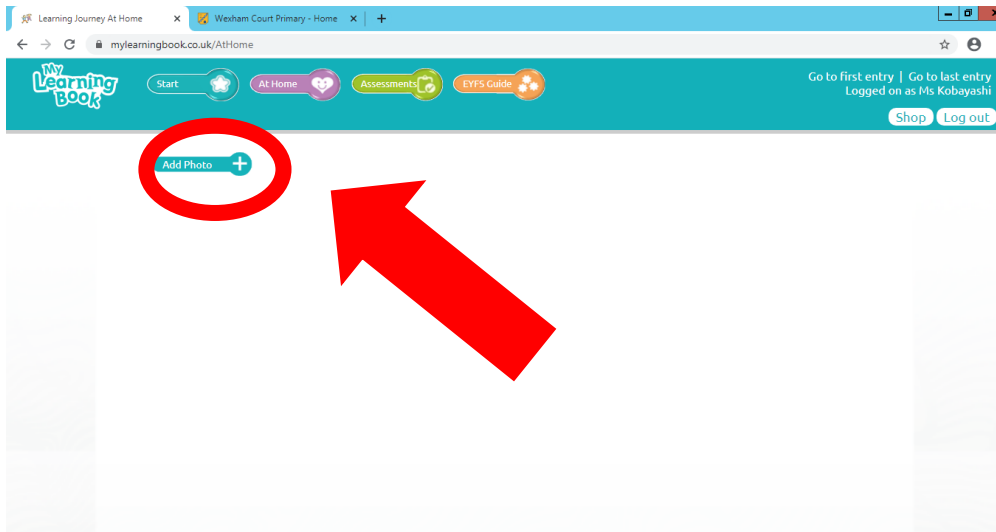 Learning Journey At Home
Wexham Court Primary - Home
mylearningbook.co.uk/AtHome
My
Learning
Book
Start
At Home
Assessments
EYFS Guide
Go to first entry | Go to last entry
Logged on as Ms Kobayashi
Shop
Log out
Add Photo